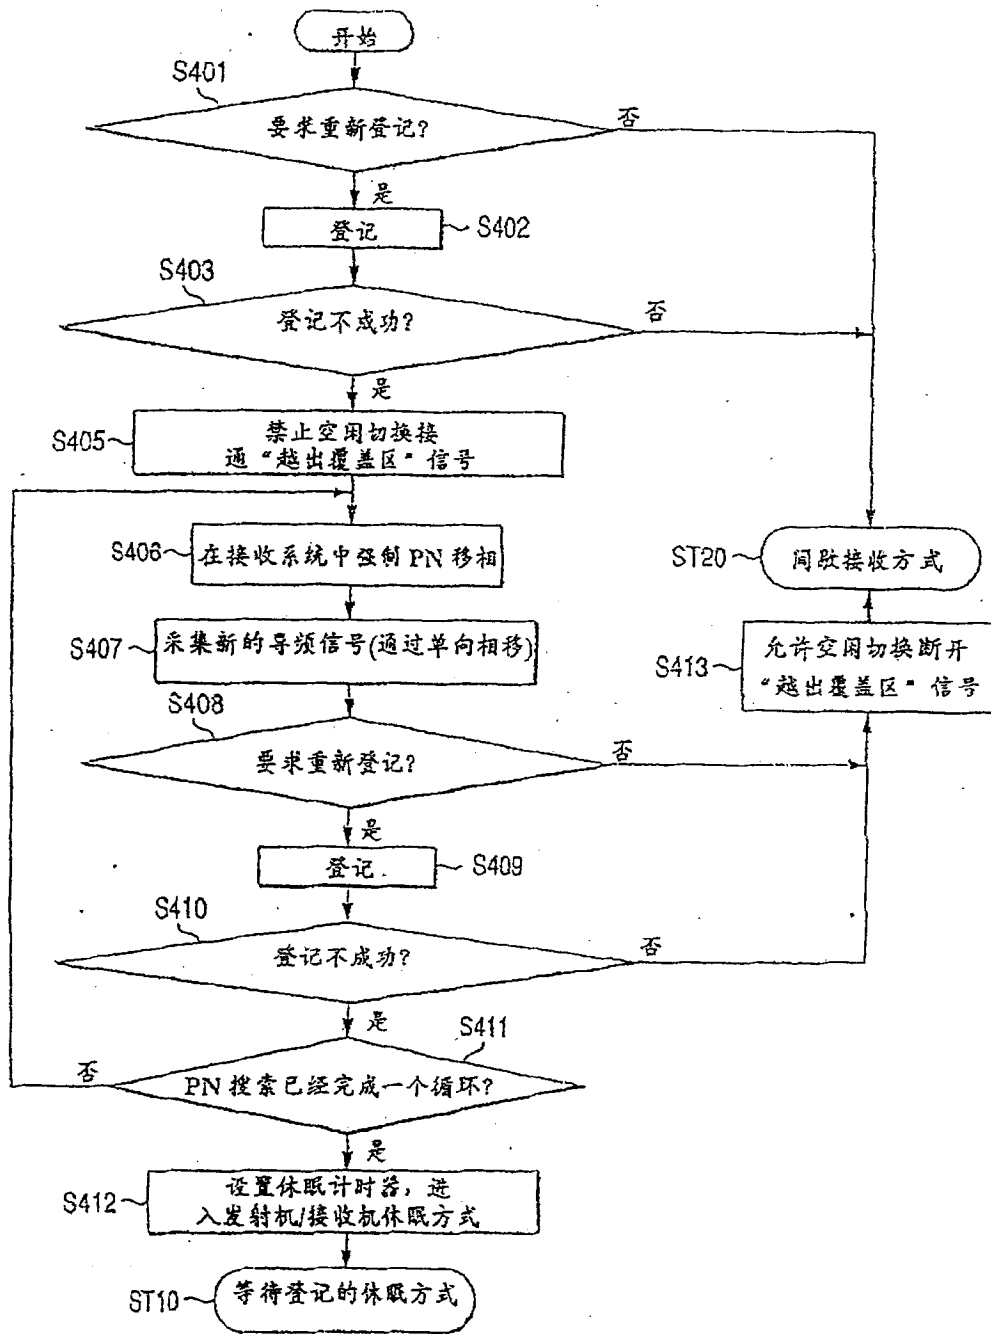 开始
S401
要求重新登记?
否
是
登记
S402
S403
登记不成功?
否
是
S405
禁止空闲切换接
通“越出覆盖区”信号
S406
在接收系统中强制 PN 移相
ST20
间歇接收方式
S407
采集新的导频信号(通过单向相移)
S413
允许空闲切换断开
“越出覆盖区”信号
S408
要求重新登记?
否
是
登记
S409
S410
登记不成功?
否
是
S411
否
PN 搜索已经完成一个循环?
是
S412
设置休眠计时器,进
入发射机/接收机休眠方式
ST10
等待登记的休眠方式